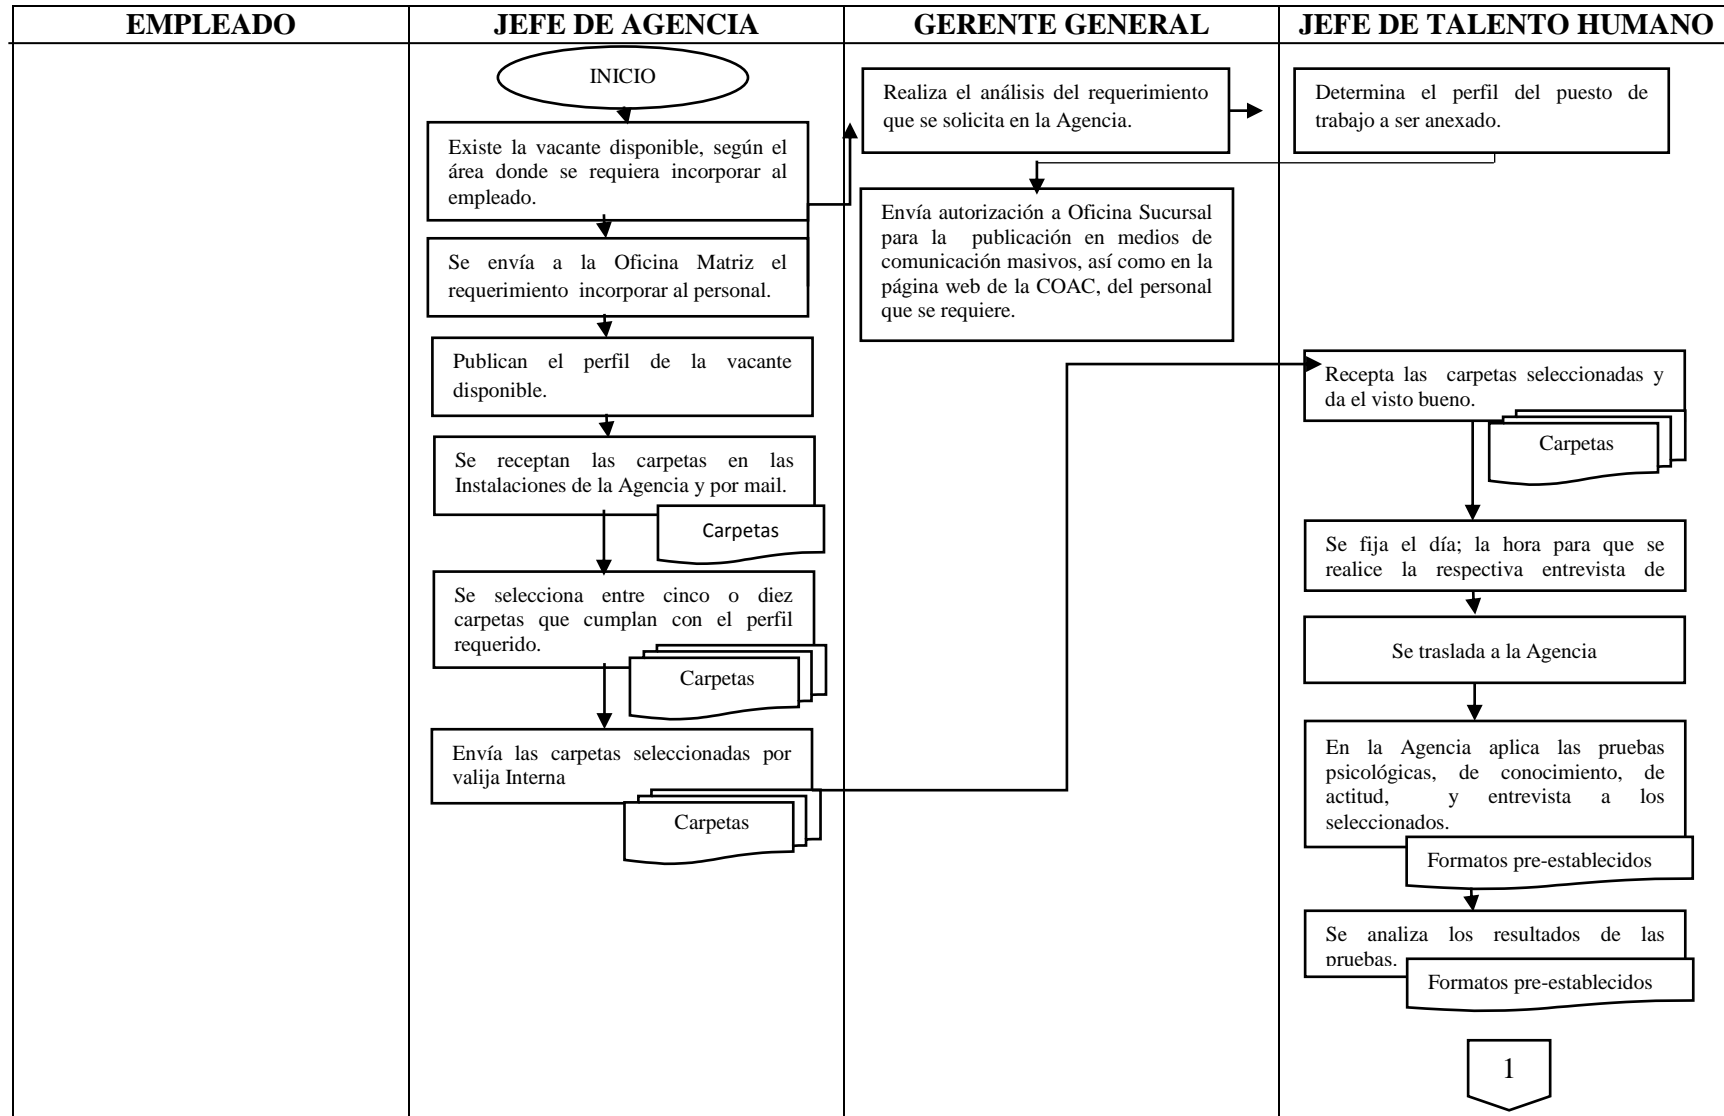 EMPLEADO
JEFE DE AGENCIA
GERENTE GENERAL
JEFE DE TALENTO HUMANO
INICIO
Existe la vacante disponible, según el
área donde se requiera incorporar al
empleado.
Se envía a la Oficina Matriz el
requerimiento incorporar al personal.
Publican el perfil de la vacante
disponible.
Se receptan las carpetas en las
Instalaciones de la Agencia y por mail.
Carpetas
Se selecciona entre cinco o diez
carpetas que cumplan con el perfil
requerido.
Carpetas
Envía las carpetas seleccionadas por
valija Interna
Carpetas
Realiza el análisis del requerimiento
que se solicita en la Agencia.
Envía autorización a Oficina Sucursal
para la publicación en medios de
comunicación masivos, así como en la
página web de la COAC, del personal
que se requiere.
Determina el perfil del puesto de
trabajo a ser anexado.
Recepta las carpetas seleccionadas y
da el visto bueno.
Carpetas
Se fija el día; la hora para que se
realice la respectiva entrevista de
Se traslada a la Agencia
En la Agencia aplica las pruebas
psicológicas, de conocimiento, de
actitud, y entrevista a los
seleccionados.
Formatos pre-establecidos
Se analiza los resultados de las
pruebas.
Formatos pre-establecidos
1